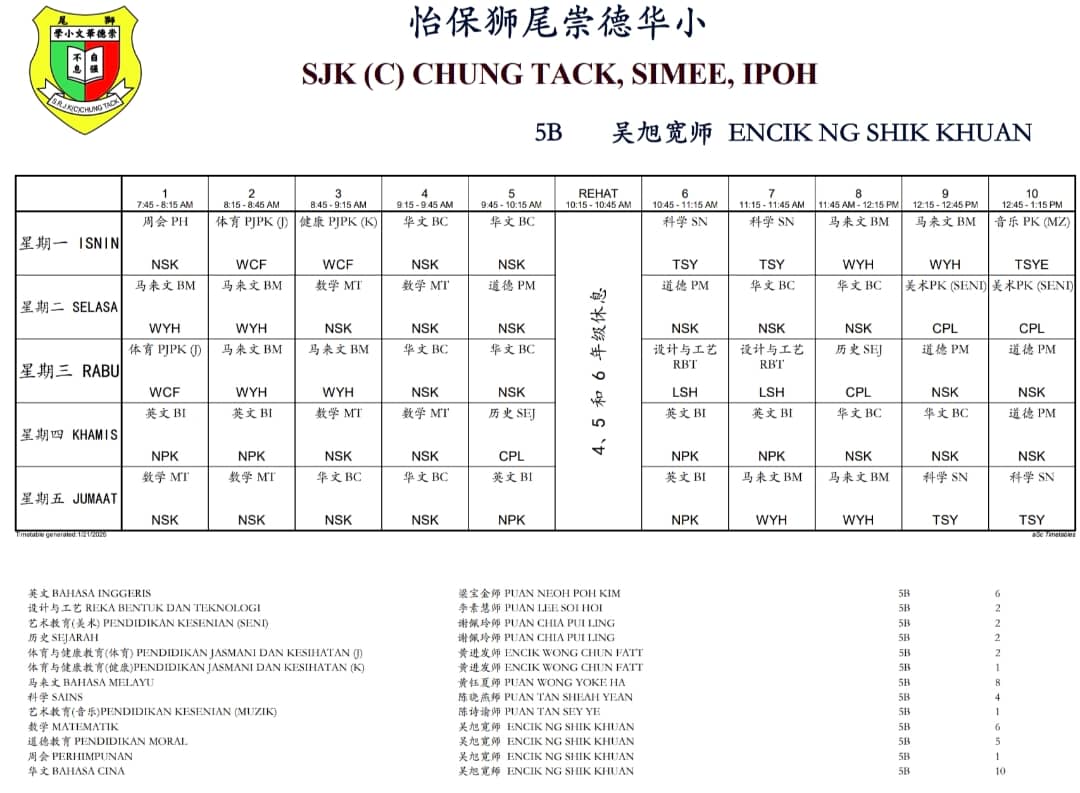 狮尾
崇德華文小學
自強不息
S.R.J.K(C)CHUNG TACK
怡保狮尾崇德华小
SJK (C) CHUNG TACK, SIMEE, IPOH
5B 吴旭宽师 ENCIK NG SHIK KHUAN
1 2 3 4 5 REHAT 6 7 8 9 10
7:45 - 8:15 AM 8:15 - 8:45 AM 8:45 - 9:15 AM 9:15 - 9:45 AM 9:45 - 10:15 AM 10:15 - 10:45 AM 10:45 - 11:15 AM 11:15 - 11:45 AM 11:45 AM - 12:15 PM 12:15 - 12:45 PM 12:45 - 1:15 PM
星期一 ISNIN
周会 PH 体育 PJPK (J) 健康 PJPK (K) 华文 BC 华文 BC 科学 SN 科学 SN 马来文 BM 马来文 BM 音乐 PK (MZ)
NSK WCF WCF NSK NSK TSY TSY WYH WYH TSYE
星期二 SELASA
马来文 BM 马来文 BM 数学 MT 数学 MT 道德 PM 道德 PM 华文 BC 华文 BC 美术PK (SENI) 美术PK (SENI)
WYH WYH NSK NSK NSK NSK NSK NSK CPL CPL
星期三 RABU
体育 PJPK (J) 马来文 BM 马来文 BM 华文 BC 华文 BC 设计与工艺 RBT 设计与工艺 RBT 历史 SEJ 道德 PM 道德 PM
WCF WYH WYH NSK NSK LSH LSH CPL NSK NSK
星期四 KHAMIS
英文 BI 英文 BI 数学 MT 数学 MT 历史 SEJ 英文 BI 英文 BI 华文 BC 华文 BC 道德 PM
NPK NPK NSK NSK CPL NPK NPK NSK NSK NSK
星期五 JUMAAT
数学 MT 数学 MT 华文 BC 华文 BC 英文 BI 英文 BI 马来文 BM 马来文 BM 科学 SN 科学 SN
NSK NSK NSK NSK NPK NPK WYH WYH TSY TSY
4、5 和 6 年级休息
Timetable generated:1/21/2025 aSc Timetables
英文 BAHASA INGGERIS 梁宝金师 PUAN NEOH POH KIM 5B 6
设计与工艺 REKA BENTUK DAN TEKNOLOGI 李素慧师 PUAN LEE SOI HOI 5B 2
艺术教育(美术) PENDIDIKAN KESENIAN (SENI) 谢佩玲师 PUAN CHIA PUI LING 5B 2
历史 SEJARAH 谢佩玲师 PUAN CHIA PUI LING 5B 2
体育与健康教育(体育) PENDIDIKAN JASMANI DAN KESIHATAN (J) 黄进发师 ENCIK WONG CHUN FATT 5B 2
体育与健康教育(健康)PENDIDIKAN JASMANI DAN KESIHATAN (K) 黄进发师 ENCIK WONG CHUN FATT 5B 1
马来文 BAHASA MELAYU 黄钰夏师 PUAN WONG YOKE HA 5B 8
科学 SAINS 陈晓燕师 PUAN TAN SHEAH YEAN 5B 4
艺术教育(音乐)PENDIDIKAN KESENIAN (MUZIK) 陈诗谕师 PUAN TAN SEY YE 5B 1
数学 MATEMATIK 吴旭宽师 ENCIK NG SHIK KHUAN 5B 6
道德教育 PENDIDIKAN MORAL 吴旭宽师 ENCIK NG SHIK KHUAN 5B 5
周会 PERHIMPUNAN 吴旭宽师 ENCIK NG SHIK KHUAN 5B 1
华文 BAHASA CINA 吴旭宽师 ENCIK NG SHIK KHUAN 5B 10